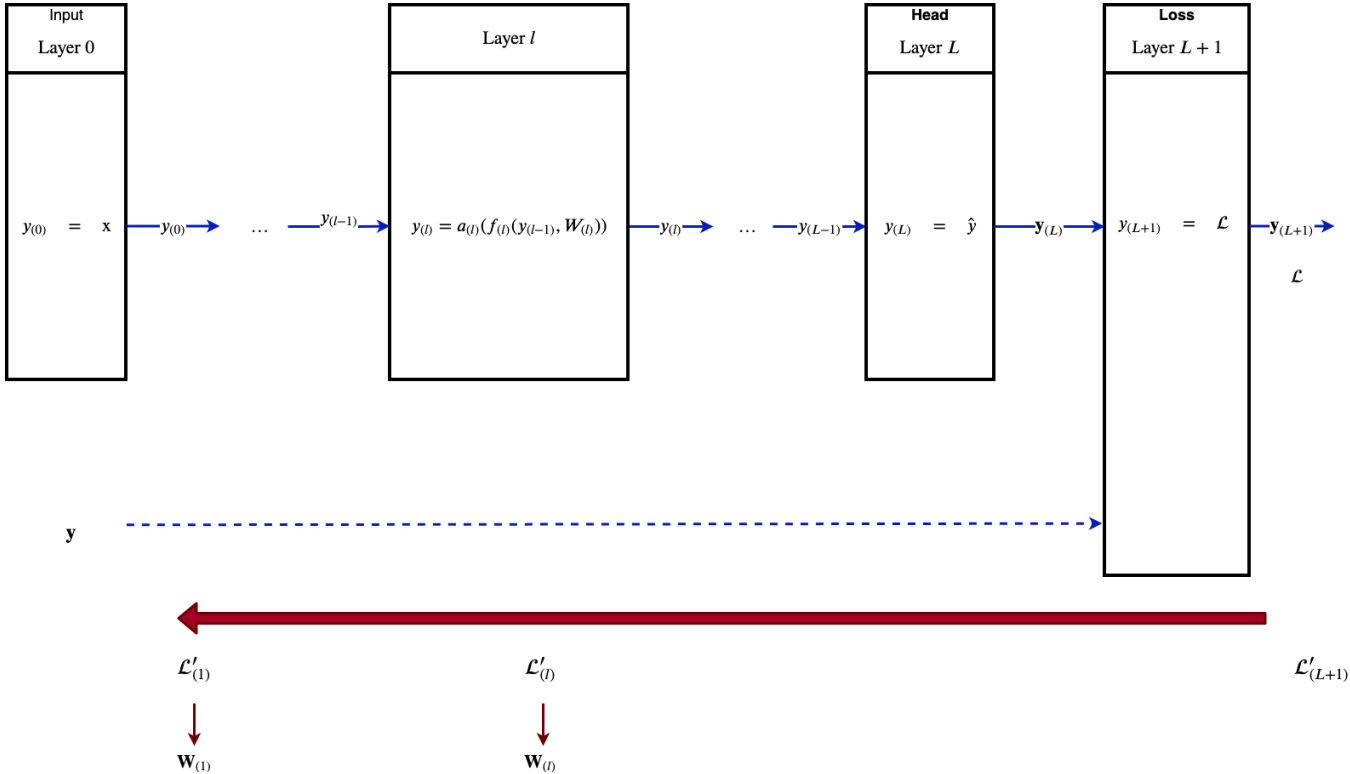 Input
Layer 0
Layer l
Head
Layer L
Loss
Layer L + 1
y₍₀₎ = x
y₍₀₎
…
y₍l−1₎
y₍l₎ = a₍l₎(f₍l₎(y₍l−1₎, W₍l₎))
y₍l₎
…
y₍L−1₎
y₍L₎ = ŷ
y₍L₎
y₍L+1₎ = ℒ
y₍L+1₎
ℒ
y
ℒ′₍₁₎
ℒ′₍l₎
ℒ′₍L+1₎
W₍₁₎
W₍l₎